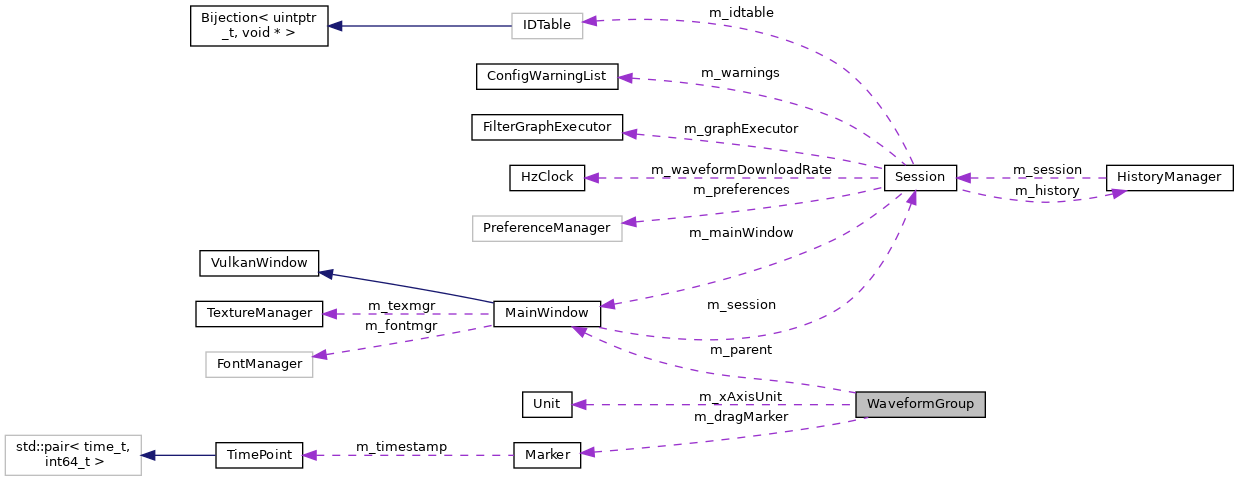 m_idtable
Bijection< uintptr
_t, void * >
IDTable
ConfigWarningList
m_warnings
FilterGraphExecutor
m_graphExecutor
HzClock
m_waveformDownloadRate
Session
m_session
HistoryManager
m_history
m_preferences
PreferenceManager
m_mainWindow
VulkanWindow
TextureManager
m_texmgr
MainWindow
m_session
m_fontmgr
FontManager
m_parent
Unit
m_xAxisUnit
WaveformGroup
m_dragMarker
std::pair< time_t,
int64_t >
TimePoint
m_timestamp
Marker